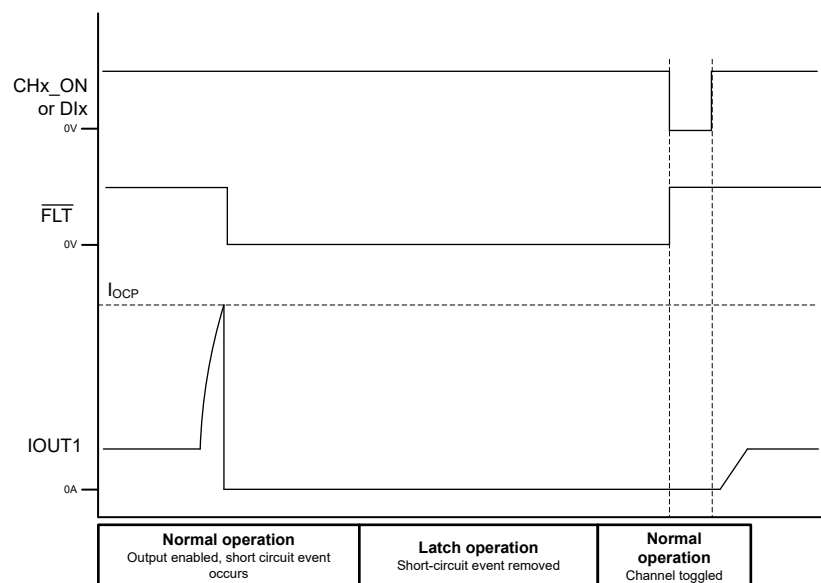 CHx_ON
or DIx
0V
FLT
0V
IOCP
IOUT1
0A
Normal operation
Output enabled, short circuit event
occurs
Latch operation
Short-circuit event removed
Normal
operation
Channel toggled